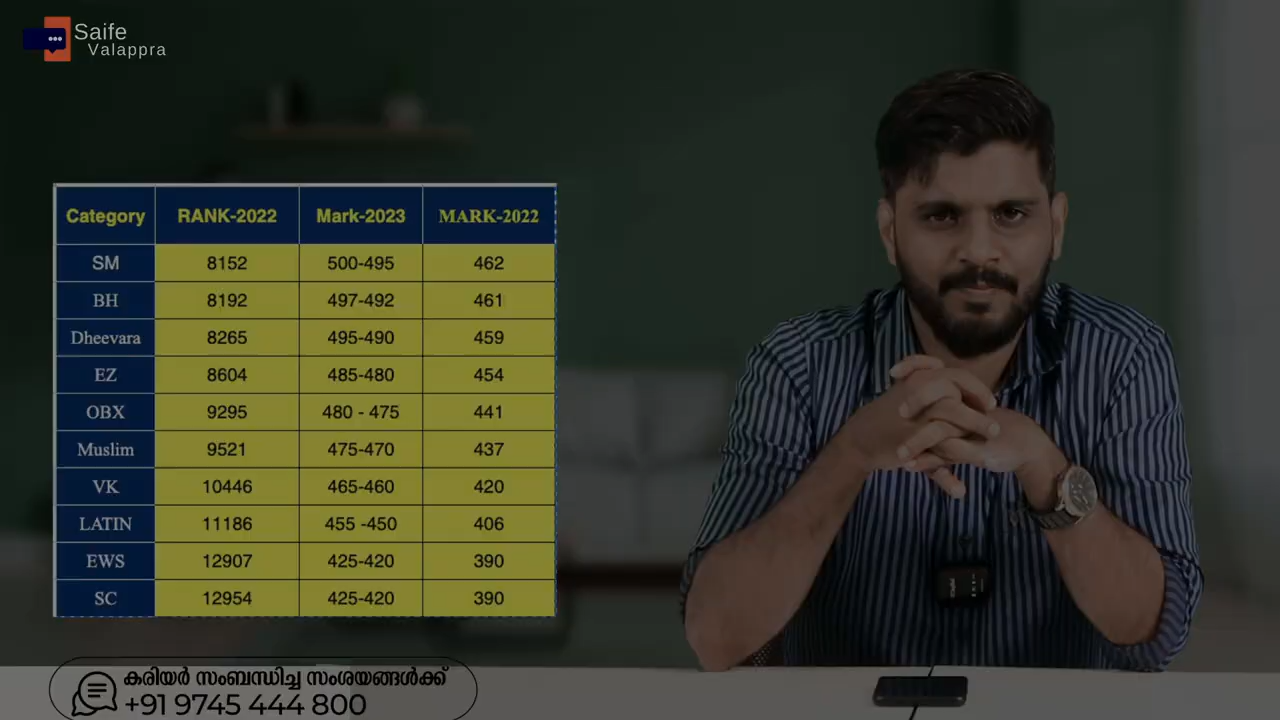 Saife
Valappra
Category RANK-2022 Mark-2023 MARK-2022
SM 8152 500-495 462
BH 8192 497-492 461
Dheevara 8265 495-490 459
EZ 8604 485-480 454
OBX 9295 480 - 475 441
Muslim 9521 475-470 437
VK 10446 465-460 420
LATIN 11186 455 -450 406
EWS 12907 425-420 390
SC 12954 425-420 390
കരിയർ സംബന്ധിച്ച സംശയങ്ങൾക്ക്
+91 9745 444 800